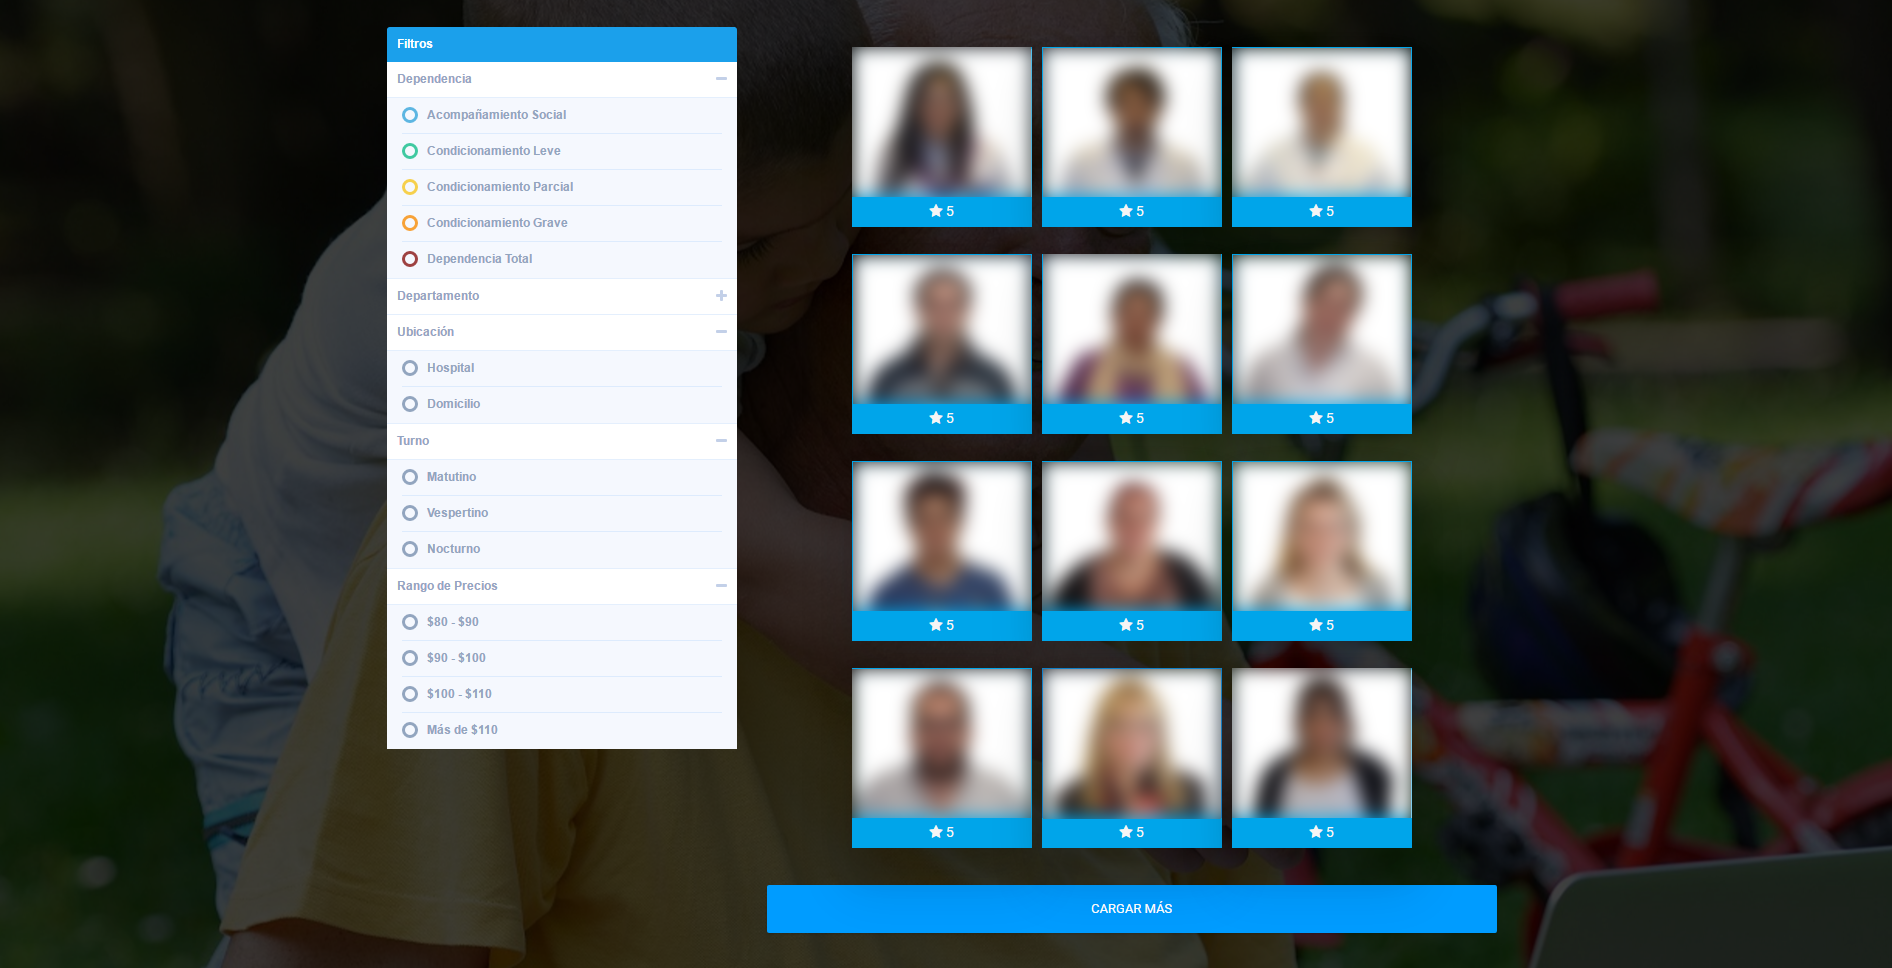 Filtros
Dependencia
Acompañamiento Social
Condicionamiento Leve
Condicionamiento Parcial
Condicionamiento Grave
Dependencia Total
Departamento
Ubicación
Hospital
Domicilio
Turno
Matutino
Vespertino
Nocturno
Rango de Precios
$80 - $90
$90 - $100
$100 - $110
Más de $110
5 5 5
5 5 5
5 5 5
5 5 5
CARGAR MÁS